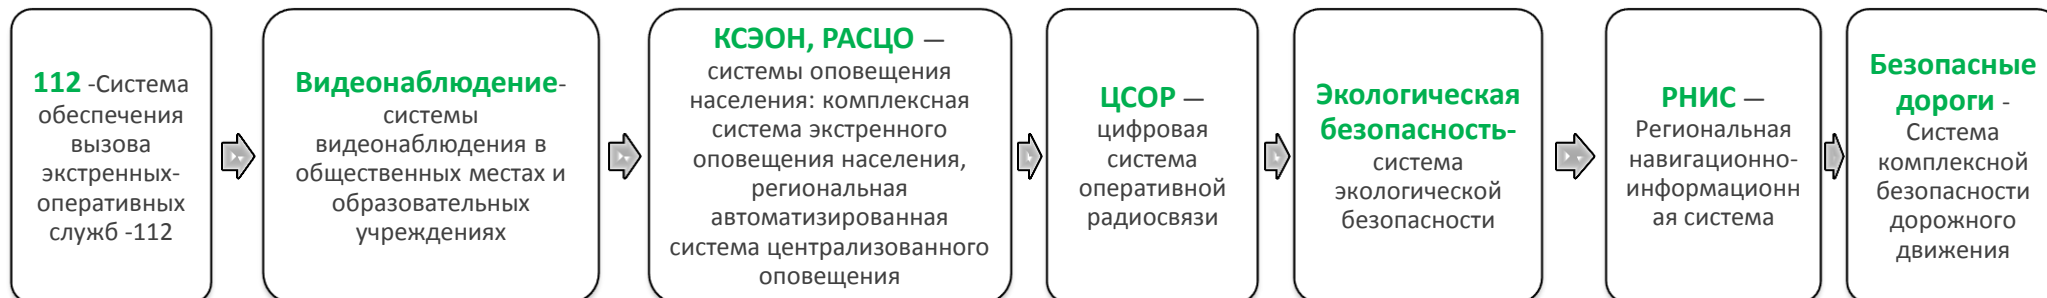 112 -Система
обеспечения
вызова
экстренных-
оперативных
служб -112
Видеонаблюдение-
системы
видеонаблюдения в
общественных местах и
образовательных
учреждениях
КСЭОН, РАСЦО —
системы оповещения
населения: комплексная
система экстренного
оповещения населения,
региональная
автоматизированная
система централизованного
оповещения
ЦСОР —
цифровая
система
оперативной
радиосвязи
Экологическая
безопасность-
система
экологической
безопасности
РНИС —
Региональная
навигационно-
информационн
ая система
Безопасные
дороги -
Система
комплексной
безопасности
дорожного
движения